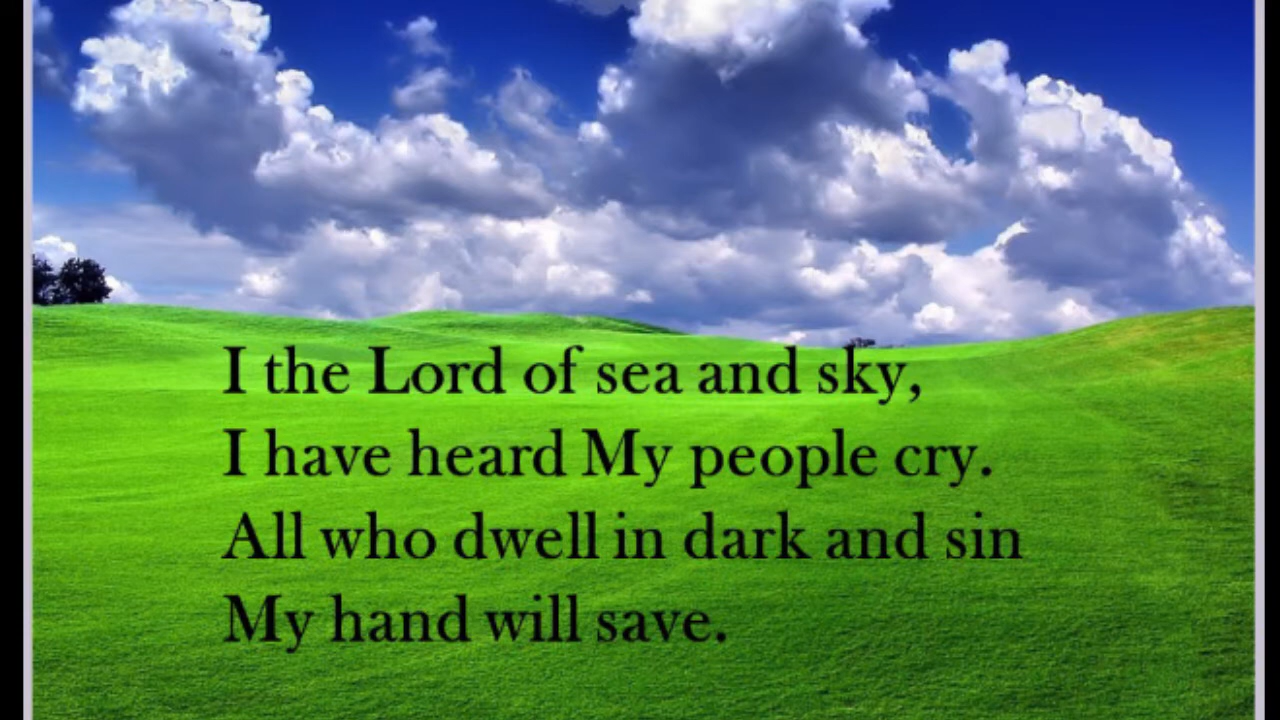 I the Lord of sea and sky,
I have heard My people cry.
All who dwell in dark and sin
My hand will save.